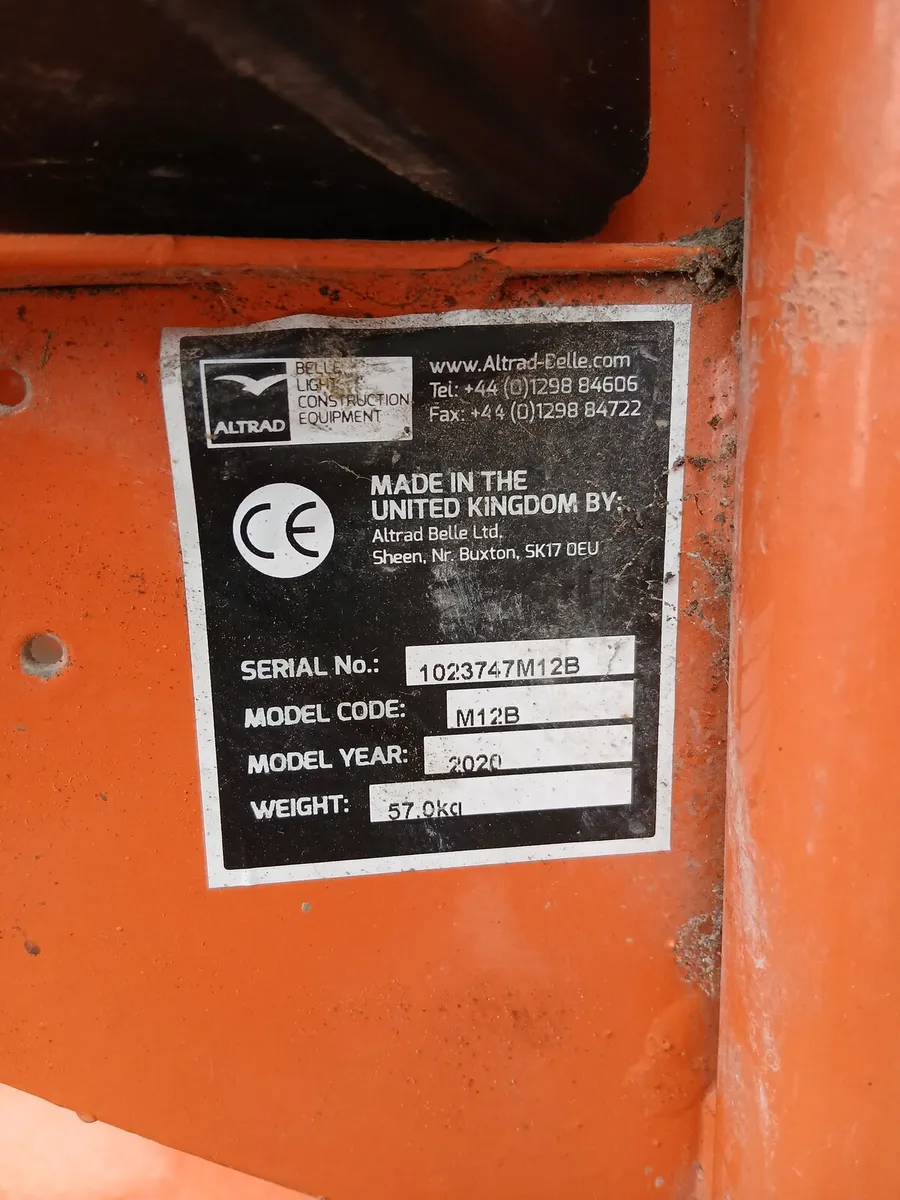 ALTRAD
BELLE
LIGHT
CONSTRUCTION
EQUIPMENT
www.Altrad-Belle.com
Tel: +44 (0)1298 84606
Fax: +44 (0)1298 84722
CE
MADE IN THE
UNITED KINGDOM BY:
Altrad Belle Ltd.
Sheen, Nr. Buxton, SK17 0EU
SERIAL No.: 1023747M12B
MODEL CODE: M12B
MODEL YEAR: 2020
WEIGHT: 57.0kg